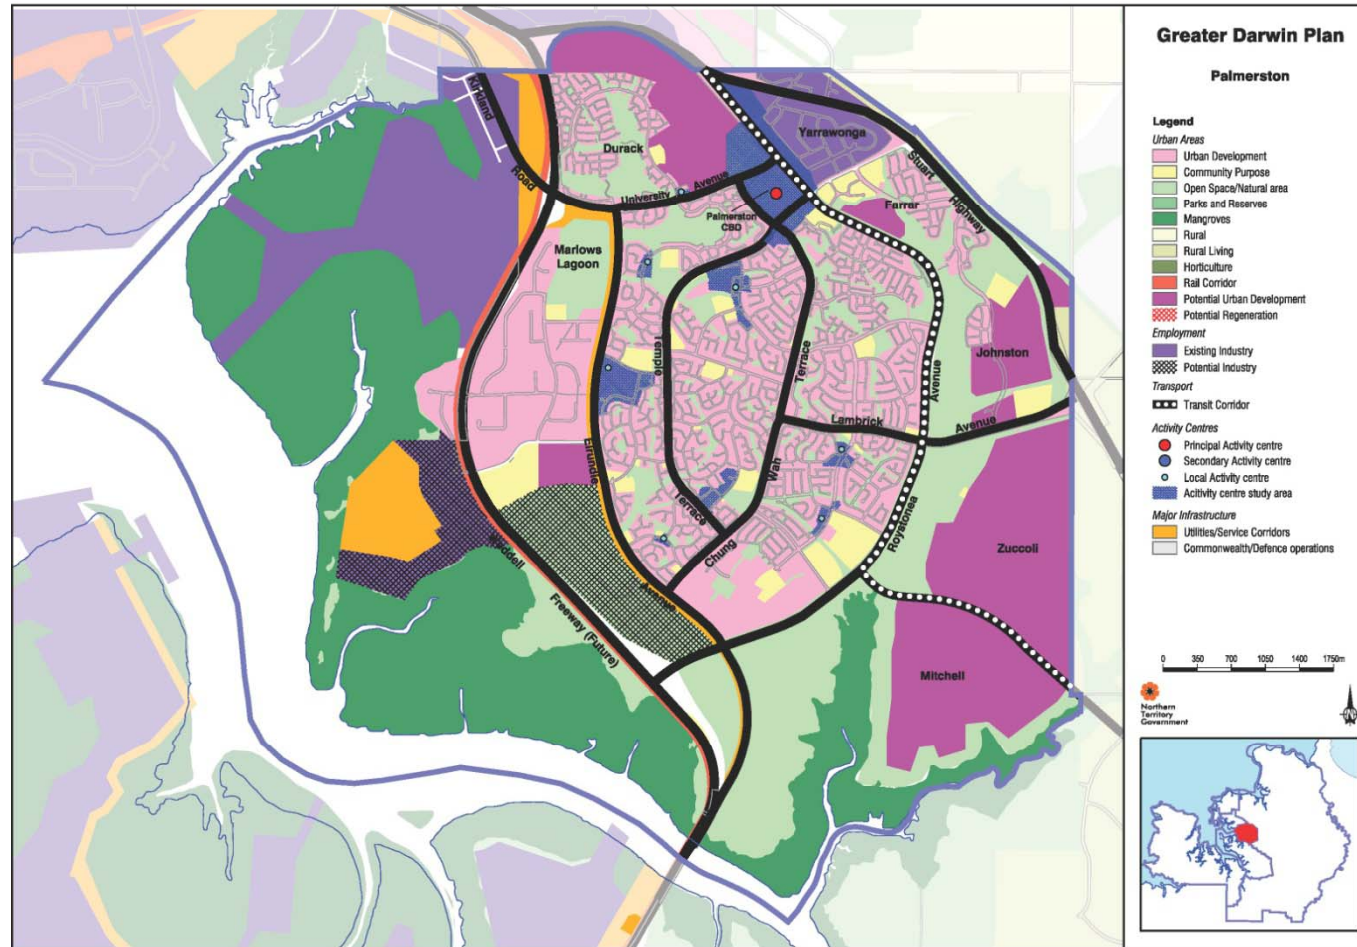 Greater Darwin Plan
Palmerston
Legend
Urban Areas
Urban Development
Community Purpose
Open Space/Natural area
Parks and Reserves
Mangroves
Rural
Rural Living
Horticulture
Rail Corridor
Potential Urban Development
Potential Regeneration
Employment
Existing Industry
Potential Industry
Transport
Transit Corridor
Activity Centres
Principal Activity centre
Secondary Activity centre
Local Activity centre
Acitivity centre study area
Major Infrastructure
Utilities/Service Corridors
Commonwealth/Defence operations
0 350 700 1050 1400 1750m
Northern
Territory
Government
Kirkland
Road
Durack
Yarrawonga
Stuart
Highway
University
Avenue
Palmerston
CBD
Farrar
Marlows
Lagoon
Temple
Terrace
Terrace
Avenue
Johnston
Lambrick
Avenue
Elrundie
Wah
Chung
Roystonea
Zuccoli
Weddell
Freeway (Future)
Avenue
Mitchell